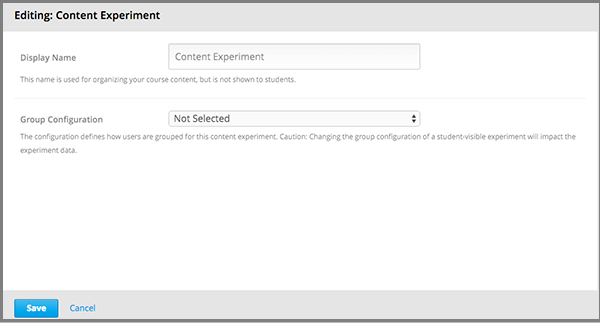 Editing: Content Experiment
Display Name
Content Experiment
This name is used for organizing your course content, but is not shown to students.
Group Configuration
Not Selected
The configuration defines how users are grouped for this content experiment. Caution: Changing the group configuration of a student-visible experiment will impact the
experiment data.
Save
Cancel